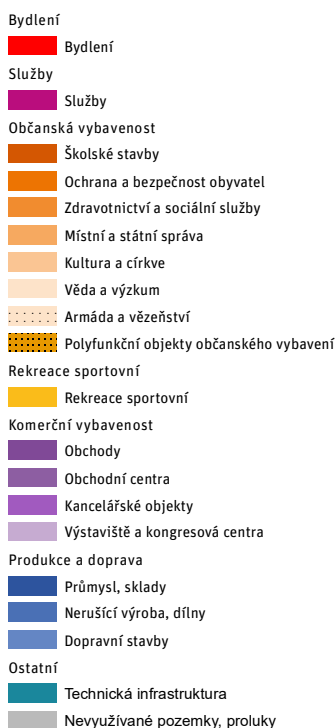 Bydlení
Bydlení
Služby
Služby
Občanská vybavenost
Školské stavby
Ochrana a bezpečnost obyvatel
Zdravotnictví a sociální služby
Místní a státní správa
Kultura a církve
Věda a výzkum
Armáda a vězeňství
Polyfunkční objekty občanského vybavení
Rekreace sportovní
Rekreace sportovní
Komerční vybavenost
Obchody
Obchodní centra
Kancelářské objekty
Výstaviště a kongresová centra
Produkce a doprava
Průmysl, sklady
Nerušící výroba, dílny
Dopravní stavby
Ostatní
Technická infrastruktura
Nevyužívané pozemky, proluky